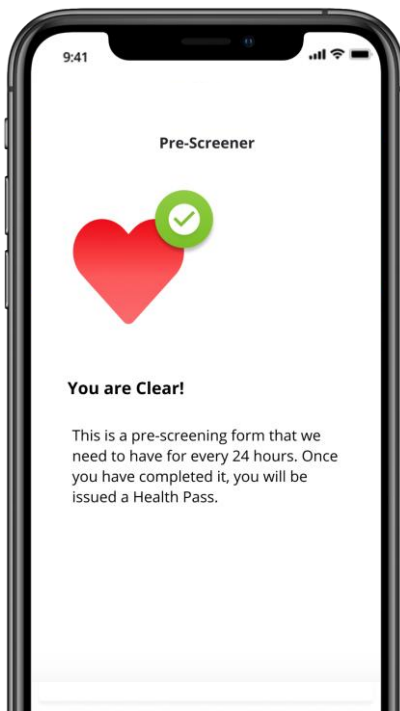 9:41
Pre-Screener
You are Clear!
This is a pre-screening form that we
need to have for every 24 hours. Once
you have completed it, you will be
issued a Health Pass.